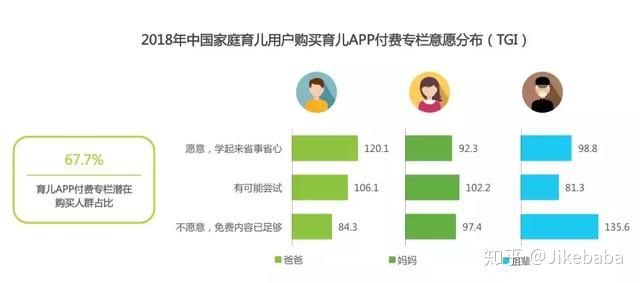 2018年中国家庭育儿用户购买育儿APP付费专栏意愿分布（TGI）
67.7%
育儿APP付费专栏潜在
购买人群占比
愿意，学起来省事省心 120.1 92.3 98.8
有可能尝试 106.1 102.2 81.3
不愿意，免费内容已足够 84.3 97.4 135.6
爸爸 妈妈 祖辈
知乎 @Jikebaba